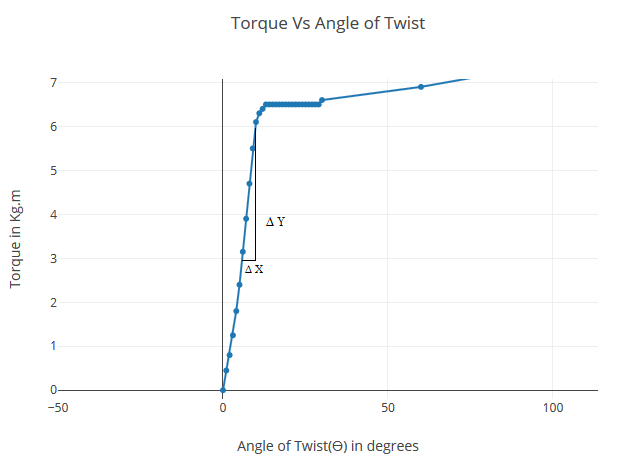 Torque Vs Angle of Twist
7
6
5
4
3
2
1
0
Torque in Kg.m
Δ Y
Δ X
−50
0
50
100
Angle of Twist(Θ) in degrees